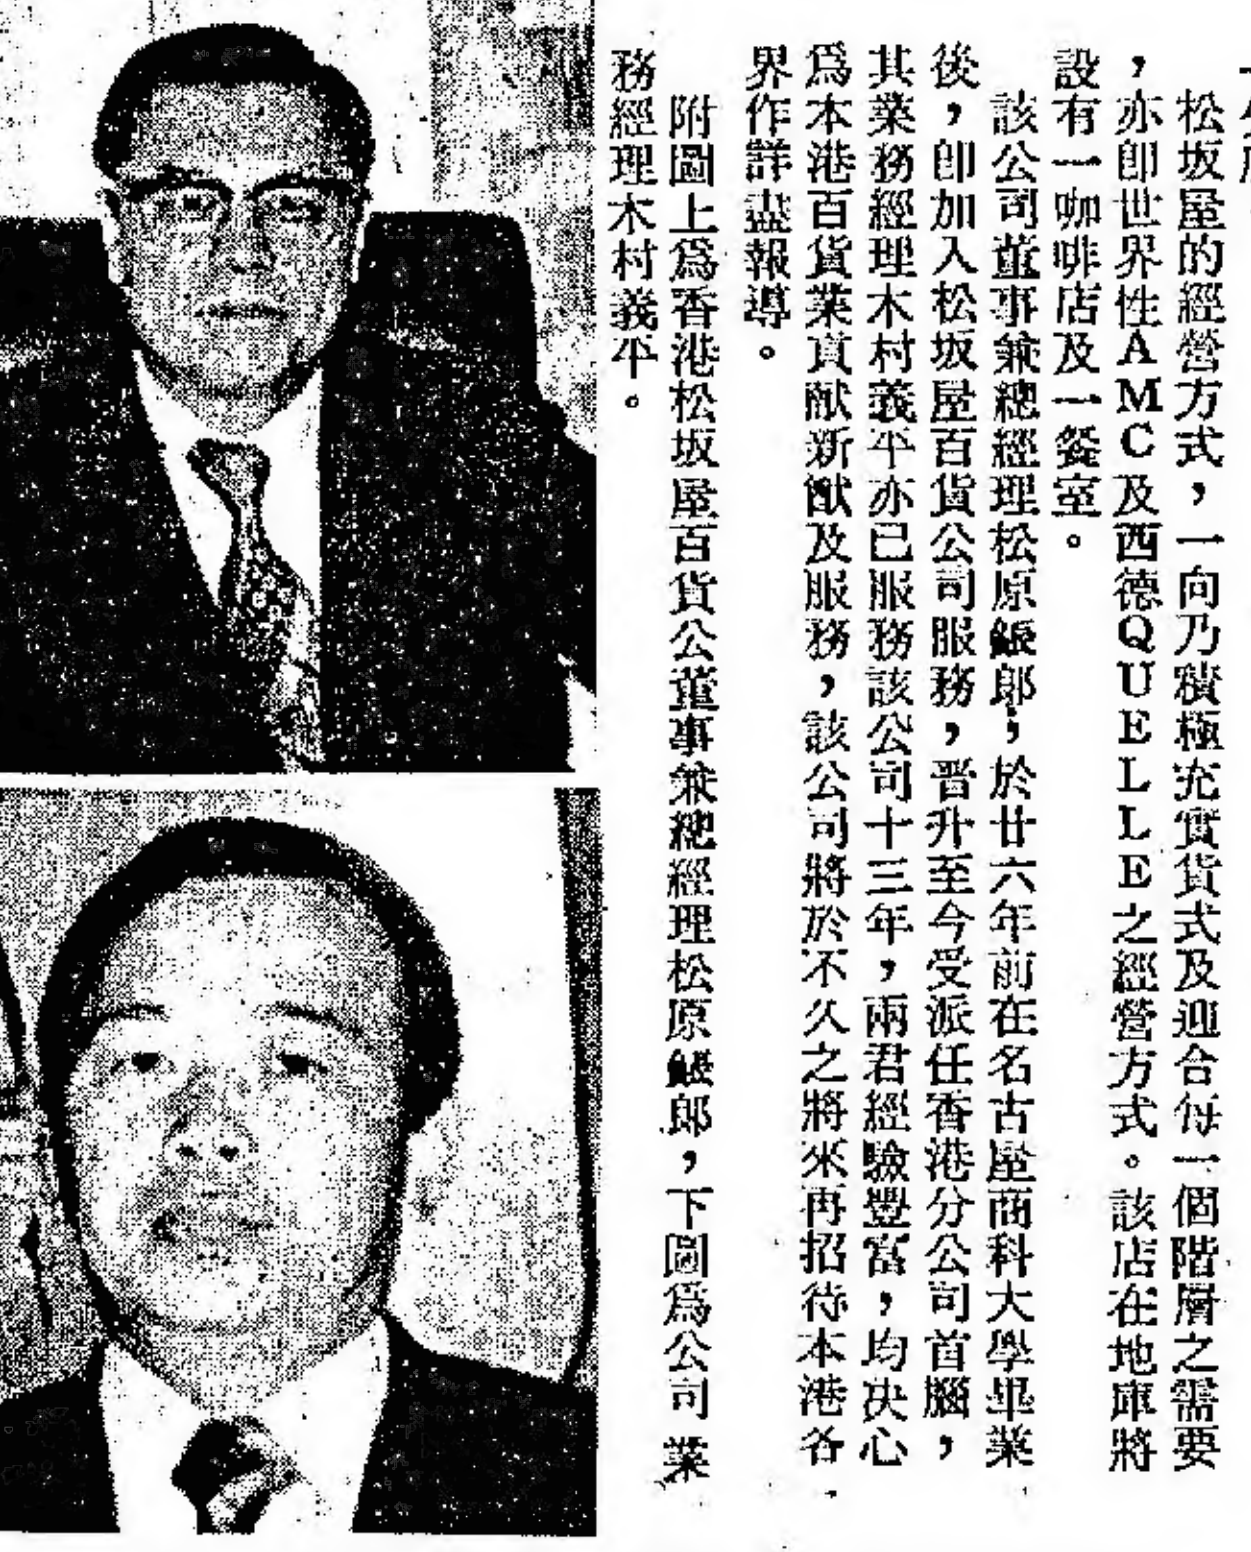 松坂屋的經營方式，一向乃積極充實貨式及迎合每一個階層之需要
，亦卽世界性AMC及西德QUELLE之經營方式。該店在地庫將
設有一咖啡店及一餐室。
該公司董事兼總經理松原郎，於廿六年前在名古屋商科大學畢業
後，卽加入松坂屋百貨公司服務，晋升至今受派任香港分公司首腦，
其業務經理木村義平亦已服務該公司十三年，兩君經驗豐富，均决心
爲本港百貨業貢献新猷及服務，該公司將於不久之將來再招待本港各
界作詳盡報導。
附圖上爲香港松坂屋百貨公董事兼總經理松原郎，下圖爲公司業
務經理木村義平。